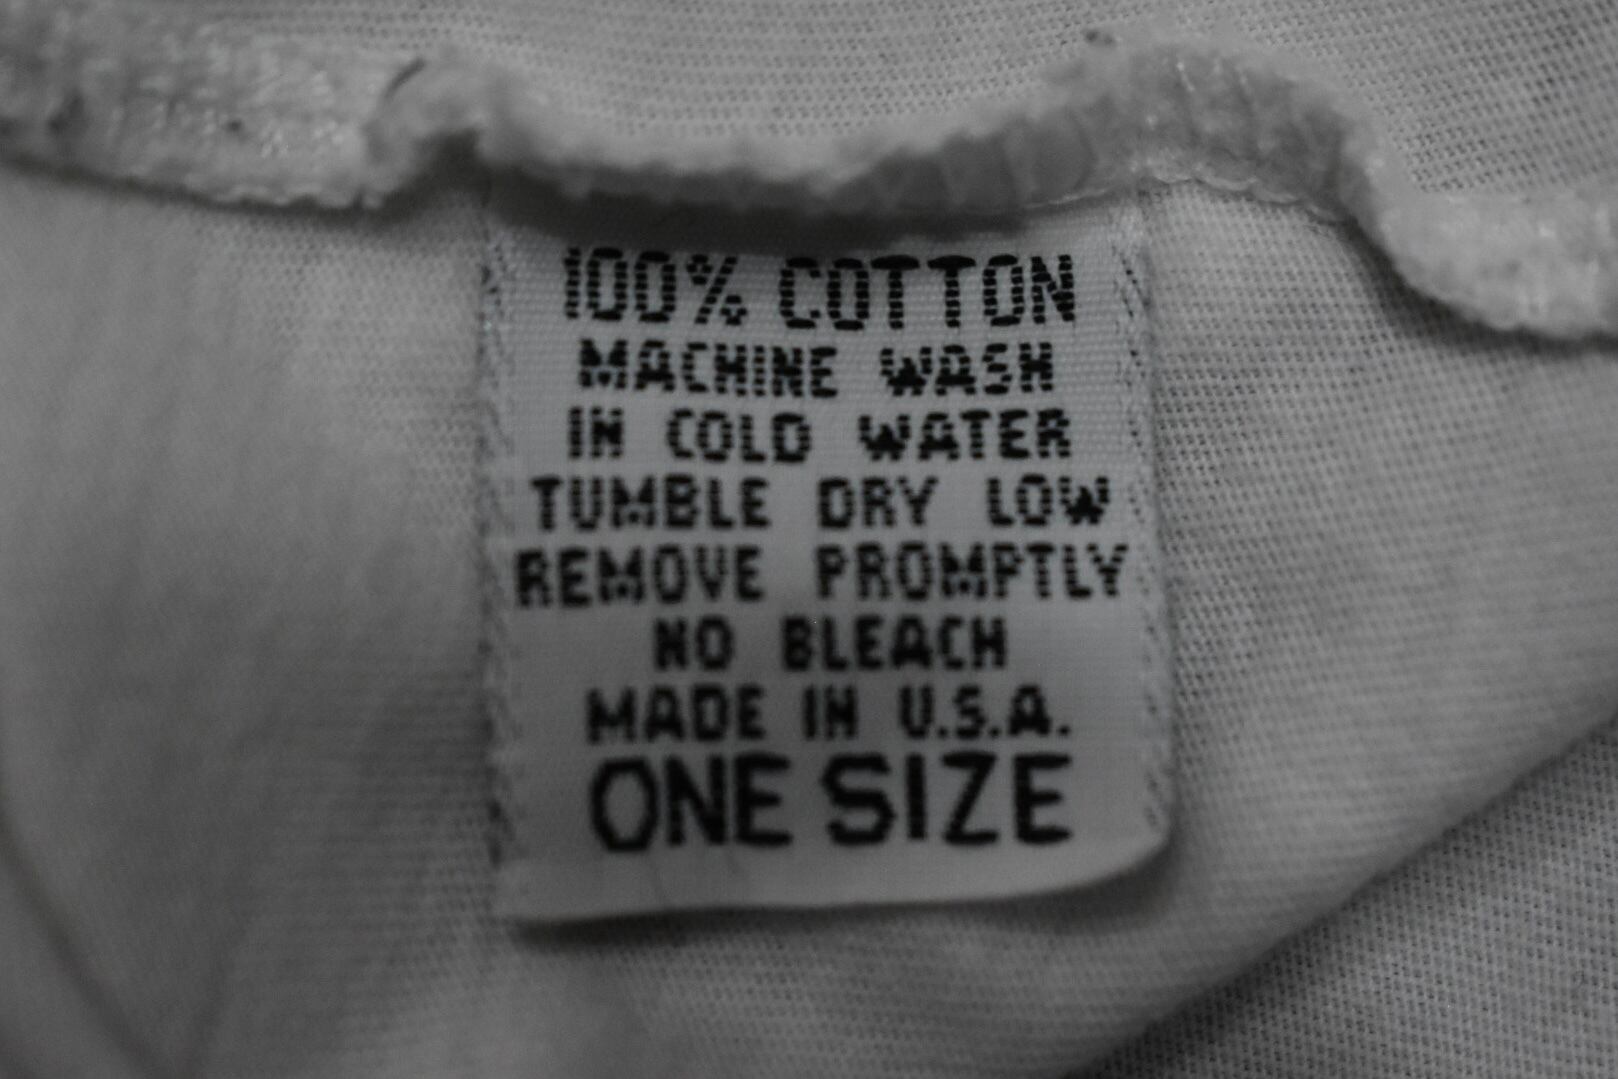 100% COTTON
MACHINE WASH
IN COLD WATER
TUMBLE DRY LOW
REMOVE PROMPTLY
NO BLEACH
MADE IN U.S.A.
ONE SIZE